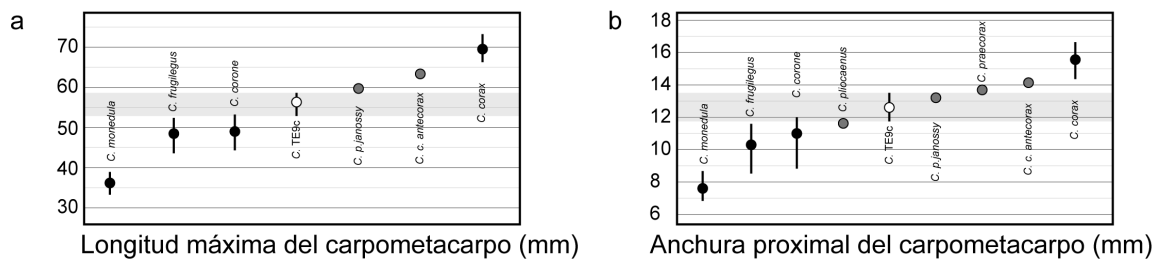 a
70
60
50
40
30
C. monedula
C. frugilegus
C. corone
C. TE9c
C. p.janossy
C. c. antecorax
C. corax
Longitud máxima del carpometacarpo (mm)
b
18
16
14
12
10
8
6
C. monedula
C. frugilegus
C. corone
C. pliocaenus
C. TE9c
C. p.janossy
C. praecorax
C. c. antecorax
C. corax
Anchura proximal del carpometacarpo (mm)